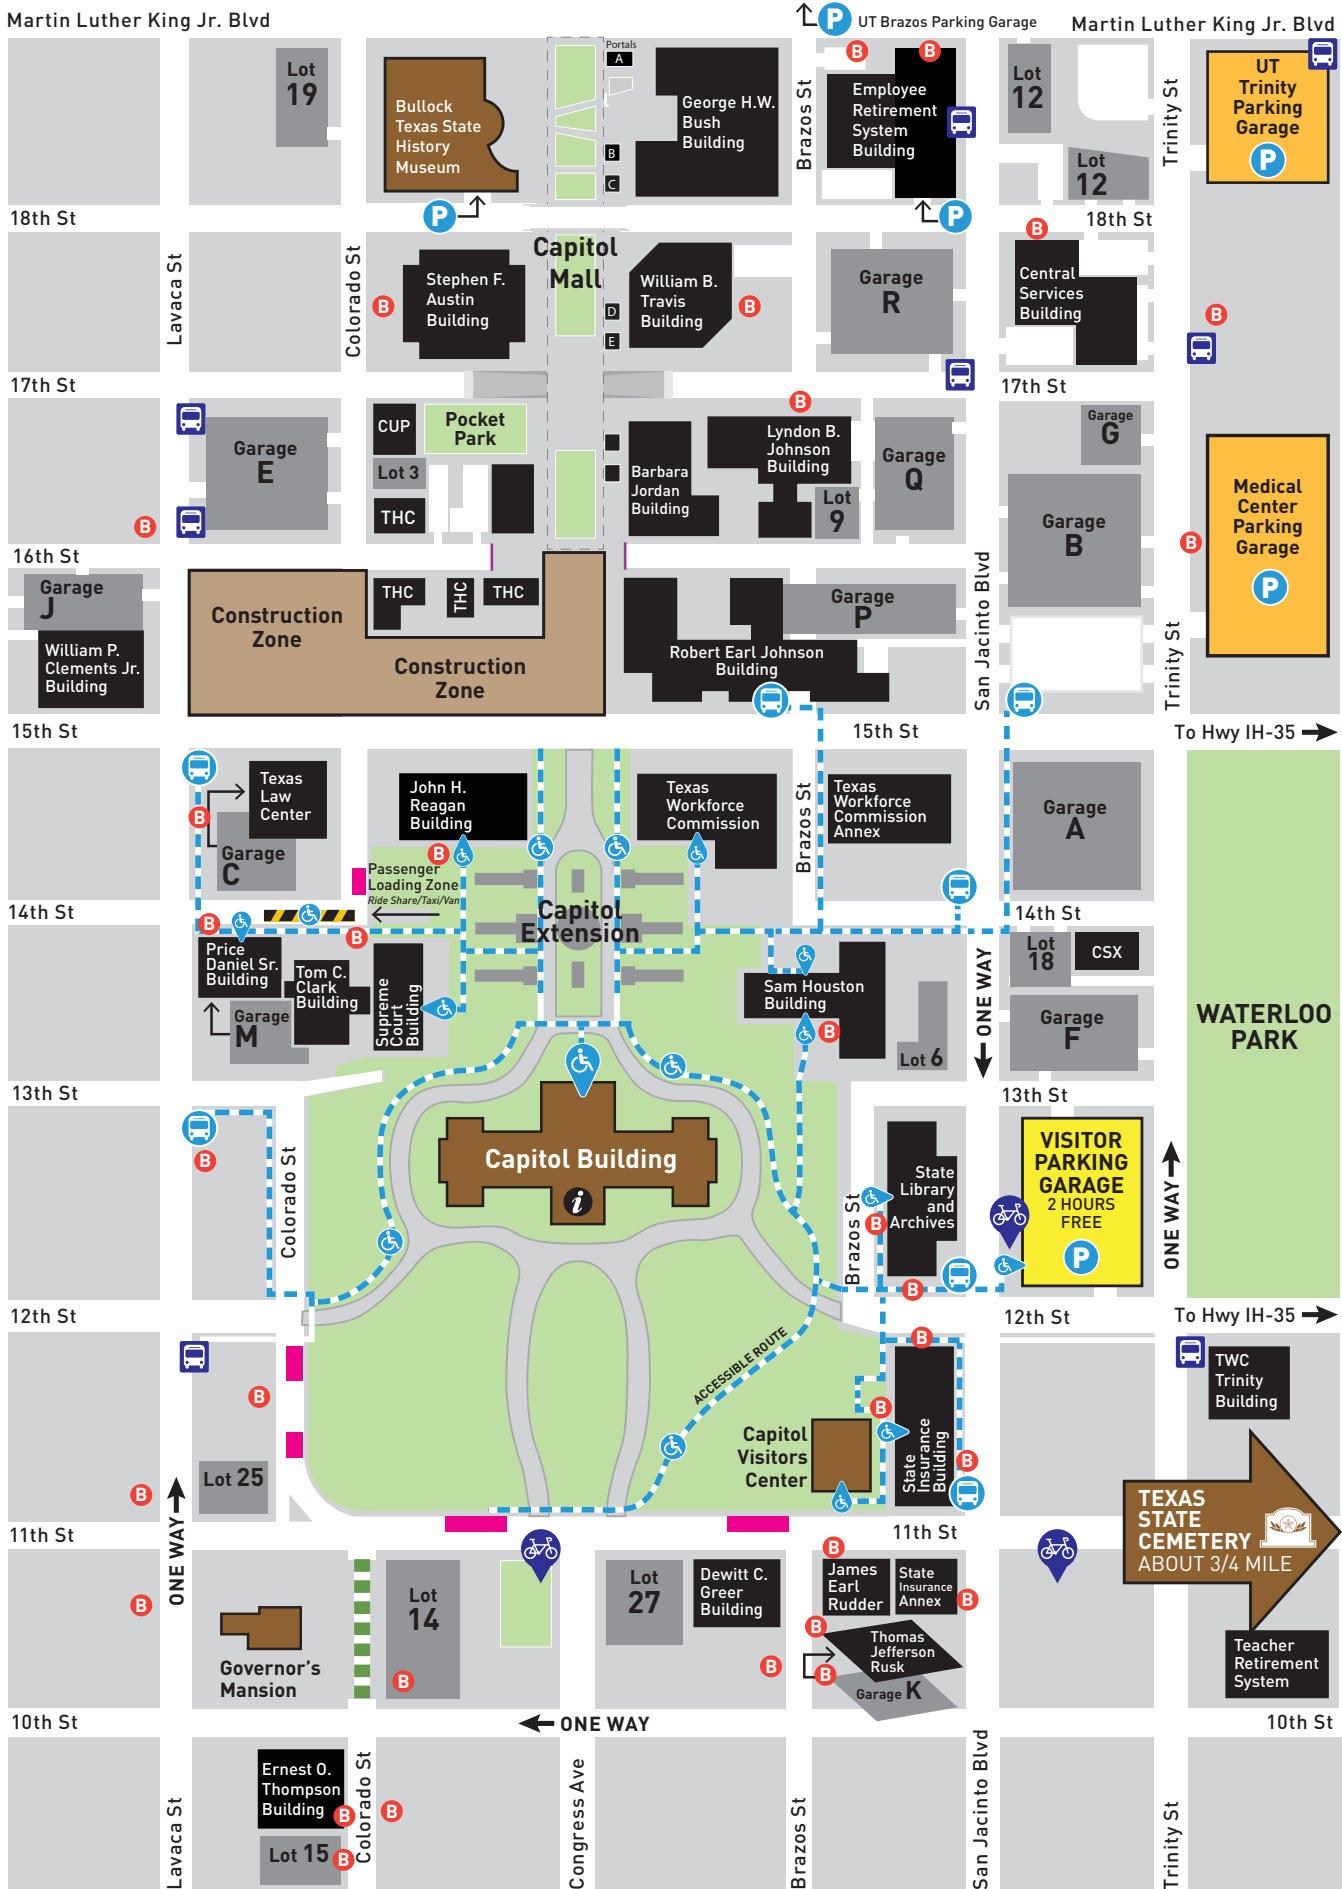 Martin Luther King Jr. Blvd
P UT Brazos Parking Garage
Martin Luther King Jr. Blvd
Lot
19
Bullock
Texas State
History
Museum
P
Portals
A
B
C
George H.W.
Bush
Building
Brazos St
B
B
Employee
Retirement
System
Building
P
Lot
12
Lot
12
Trinity St
UT
Trinity
Parking
Garage
P
18th St
18th St
Lavaca St
Colorado St
B
Stephen F.
Austin
Building
Capitol
Mall
D
E
William B.
Travis
Building
B
Garage
R
B
Central
Services
Building
B
17th St
17th St
Garage
E
B
CUP
Pocket
Park
Lot 3
THC
Barbara
Jordan
Building
B
Lyndon B.
Johnson
Building
Lot
9
Garage
Q
Garage
G
Garage
B
B
Medical
Center
Parking
Garage
P
16th St
Garage
J
William P.
Clements Jr.
Building
Construction
Zone
THC
THC
THC
Construction
Zone
Garage
P
Robert Earl Johnson
Building
San Jacinto Blvd
Trinity St
15th St
15th St
To Hwy IH-35
B
Texas
Law
Center
Garage
C
John H.
Reagan
Building
B
Passenger
Loading Zone
Ride Share/Taxi/Van
Texas
Workforce
Commission
Brazos St
Texas
Workforce
Commission
Annex
Garage
A
14th St
14th St
Capitol
Extension
B
B
Price
Daniel Sr.
Building
Tom C.
Clark
Building
Garage
M
Supreme
Court
Building
Sam Houston
Building
B
Lot 6
ONE WAY
Lot
18
CSX
Garage
F
WATERLOO
PARK
13th St
13th St
B
Colorado St
Capitol Building
i
Brazos St
B
State
Library
and
Archives
B
VISITOR
PARKING
GARAGE
2 HOURS
FREE
P
ONE WAY
12th St
12th St
To Hwy IH-35
B
ACCESSIBLE ROUTE
B
B
Capitol
Visitors
Center
State
Insurance
Building
B
TWC
Trinity
Building
B
ONE WAY
Lot 25
11th St
11th St
TEXAS
STATE
CEMETERY
ABOUT 3/4 MILE
B
Governor's
Mansion
Lot
14
B
Lot
27
Dewitt C.
Greer
Building
B
B
James
Earl
Rudder
State
Insurance
Annex
B
B
Thomas
Jefferson
Rusk
B
Garage K
Teacher
Retirement
System
10th St
ONE WAY
10th St
Lavaca St
Ernest O.
Thompson
Building
B
Lot 15
B
Colorado St
B
Congress Ave
Brazos St
San Jacinto Blvd
Trinity St